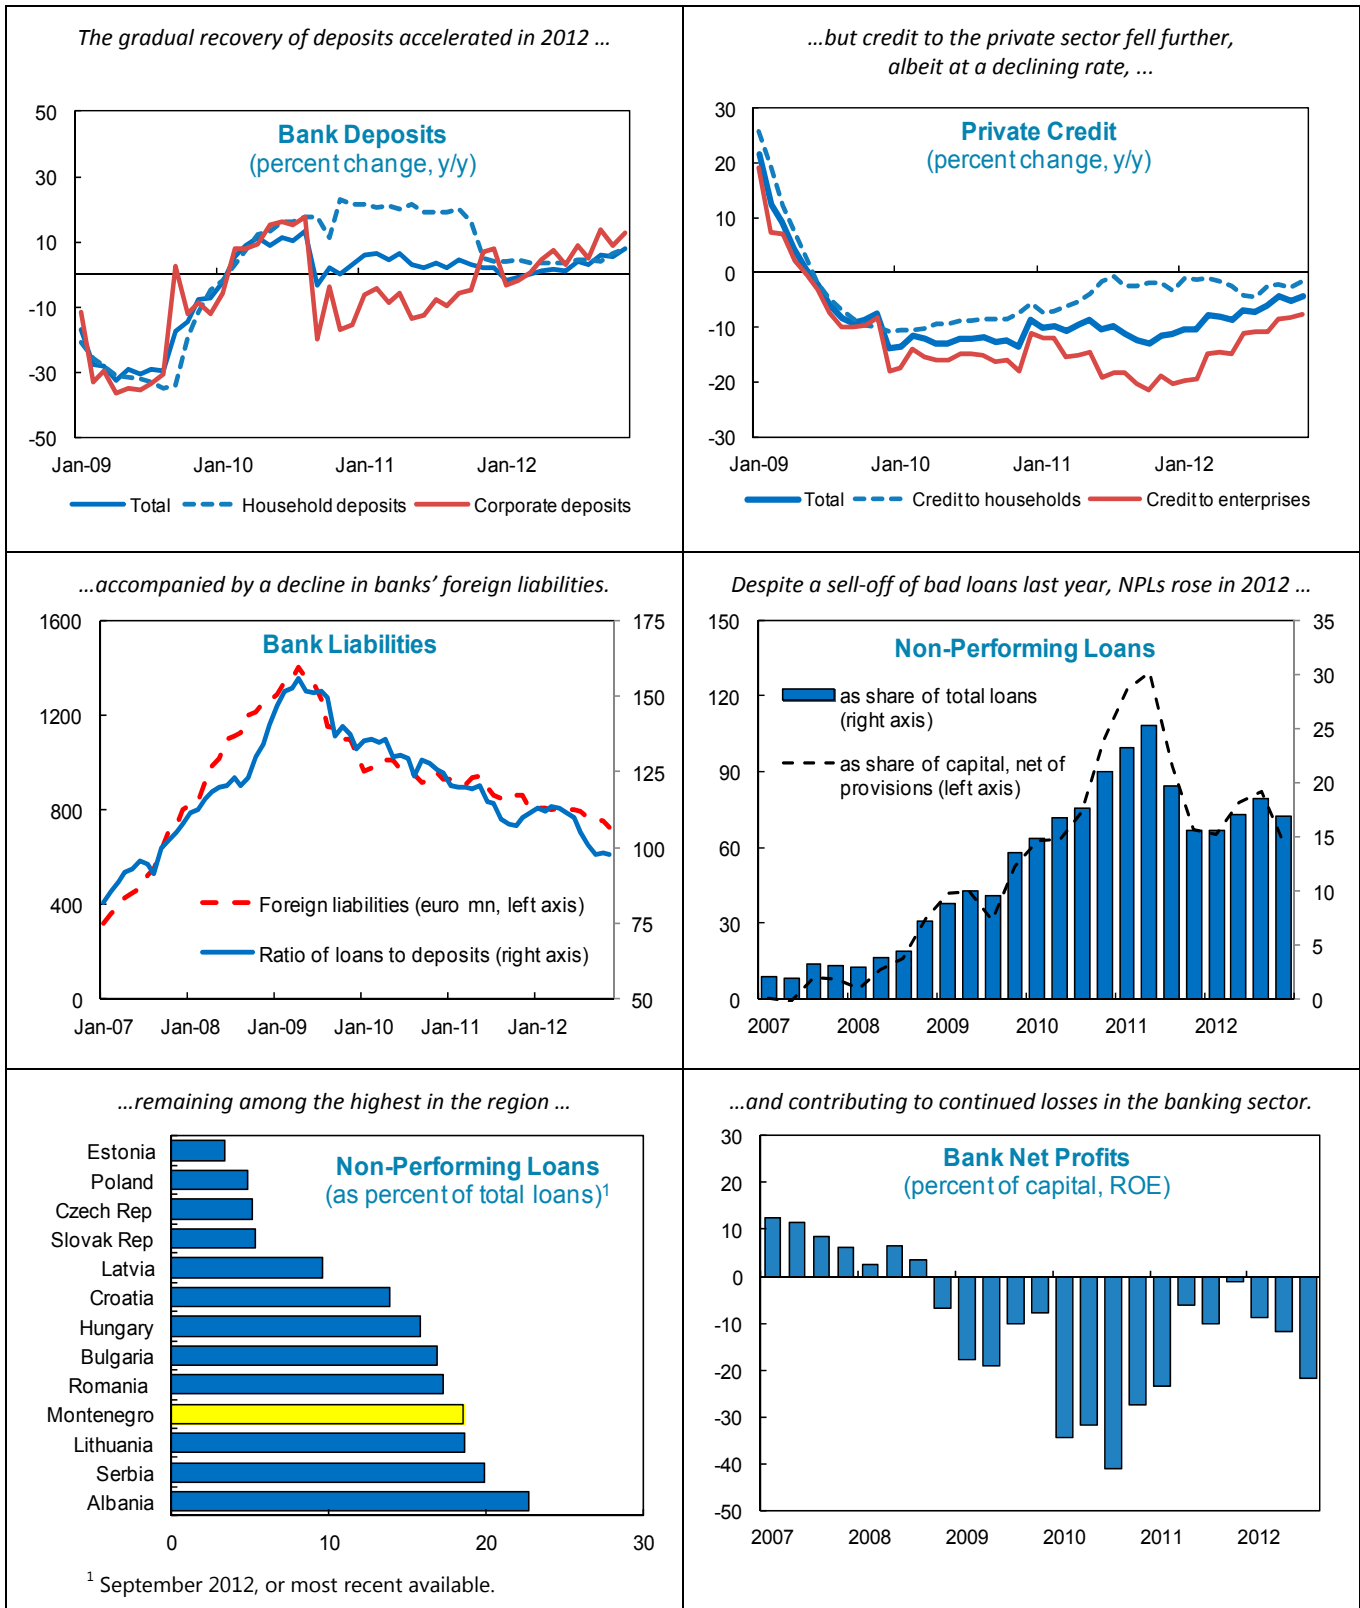 The gradual recovery of deposits accelerated in 2012 …
Bank Deposits
(percent change, y/y)
50
30
10
-10
-30
-50
Jan-09 Jan-10 Jan-11 Jan-12
Total Household deposits Corporate deposits
…but credit to the private sector fell further,
albeit at a declining rate, ...
Private Credit
(percent change, y/y)
30
20
10
0
-10
-20
-30
Jan-09 Jan-10 Jan-11 Jan-12
Total Credit to households Credit to enterprises
…accompanied by a decline in banks’ foreign liabilities.
Bank Liabilities
1600
1200
800
400
0
175
150
125
100
75
50
Foreign liabilities (euro mn, left axis)
Ratio of loans to deposits (right axis)
Jan-07 Jan-08 Jan-09 Jan-10 Jan-11 Jan-12
Despite a sell-off of bad loans last year, NPLs rose in 2012 …
Non-Performing Loans
150
120
90
60
30
0
35
30
25
20
15
10
5
0
as share of total loans
(right axis)
as share of capital, net of
provisions (left axis)
2007 2008 2009 2010 2011 2012
…remaining among the highest in the region …
Non-Performing Loans
(as percent of total loans)1
Estonia
Poland
Czech Rep
Slovak Rep
Latvia
Croatia
Hungary
Bulgaria
Romania
Montenegro
Lithuania
Serbia
Albania
0 10 20 30
1 September 2012, or most recent available.
…and contributing to continued losses in the banking sector.
Bank Net Profits
(percent of capital, ROE)
30
20
10
0
-10
-20
-30
-40
-50
2007 2008 2009 2010 2011 2012